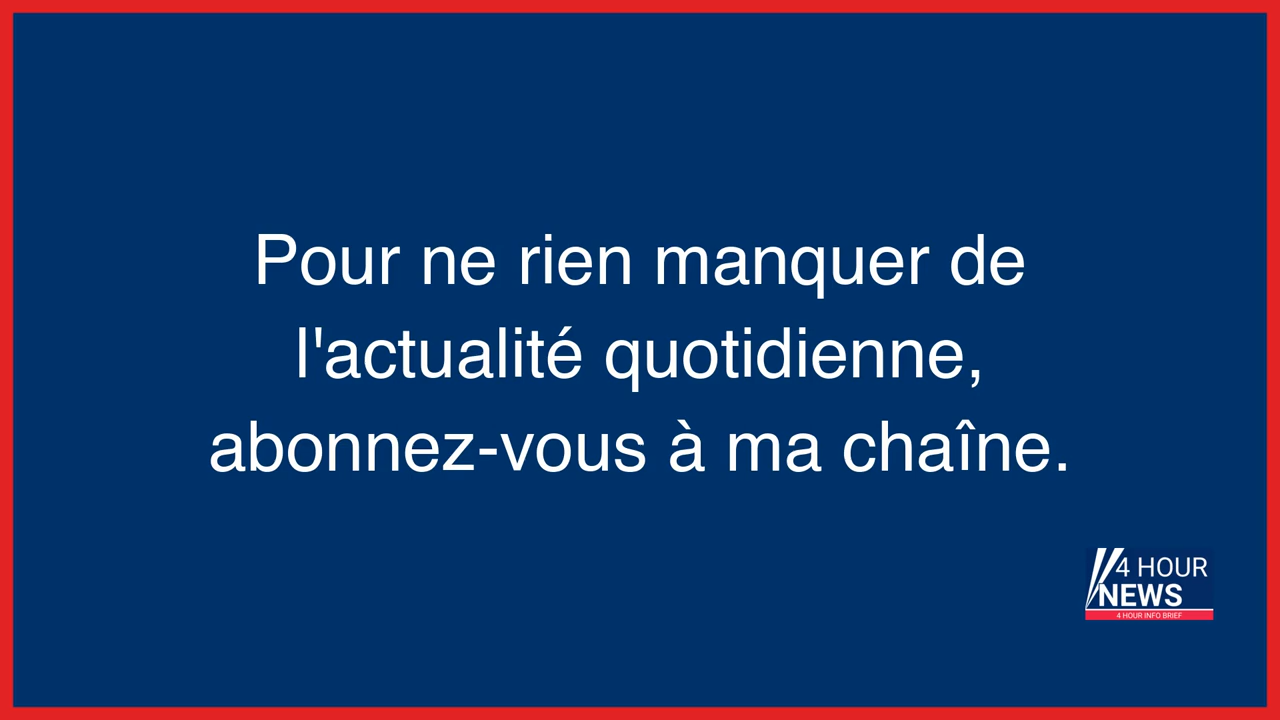 Pour ne rien manquer de
l'actualité quotidienne,
abonnez-vous à ma chaîne.
4 HOUR
NEWS
4 HOUR INFO BRIEF